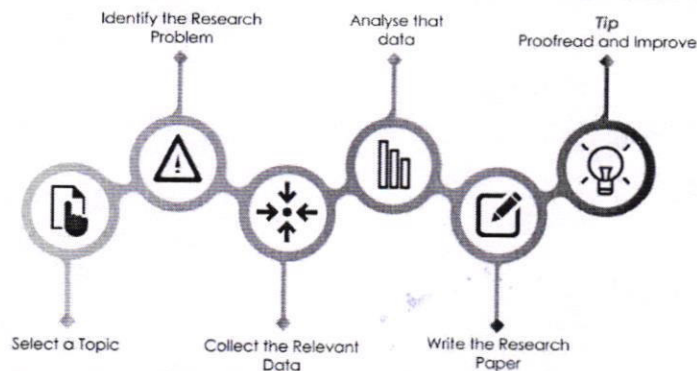 Identify the Research
Problem
Analyse that
data
Tip
Proofread and Improve
Select a Topic
Collect the Relevant
Data
Write the Research
Paper